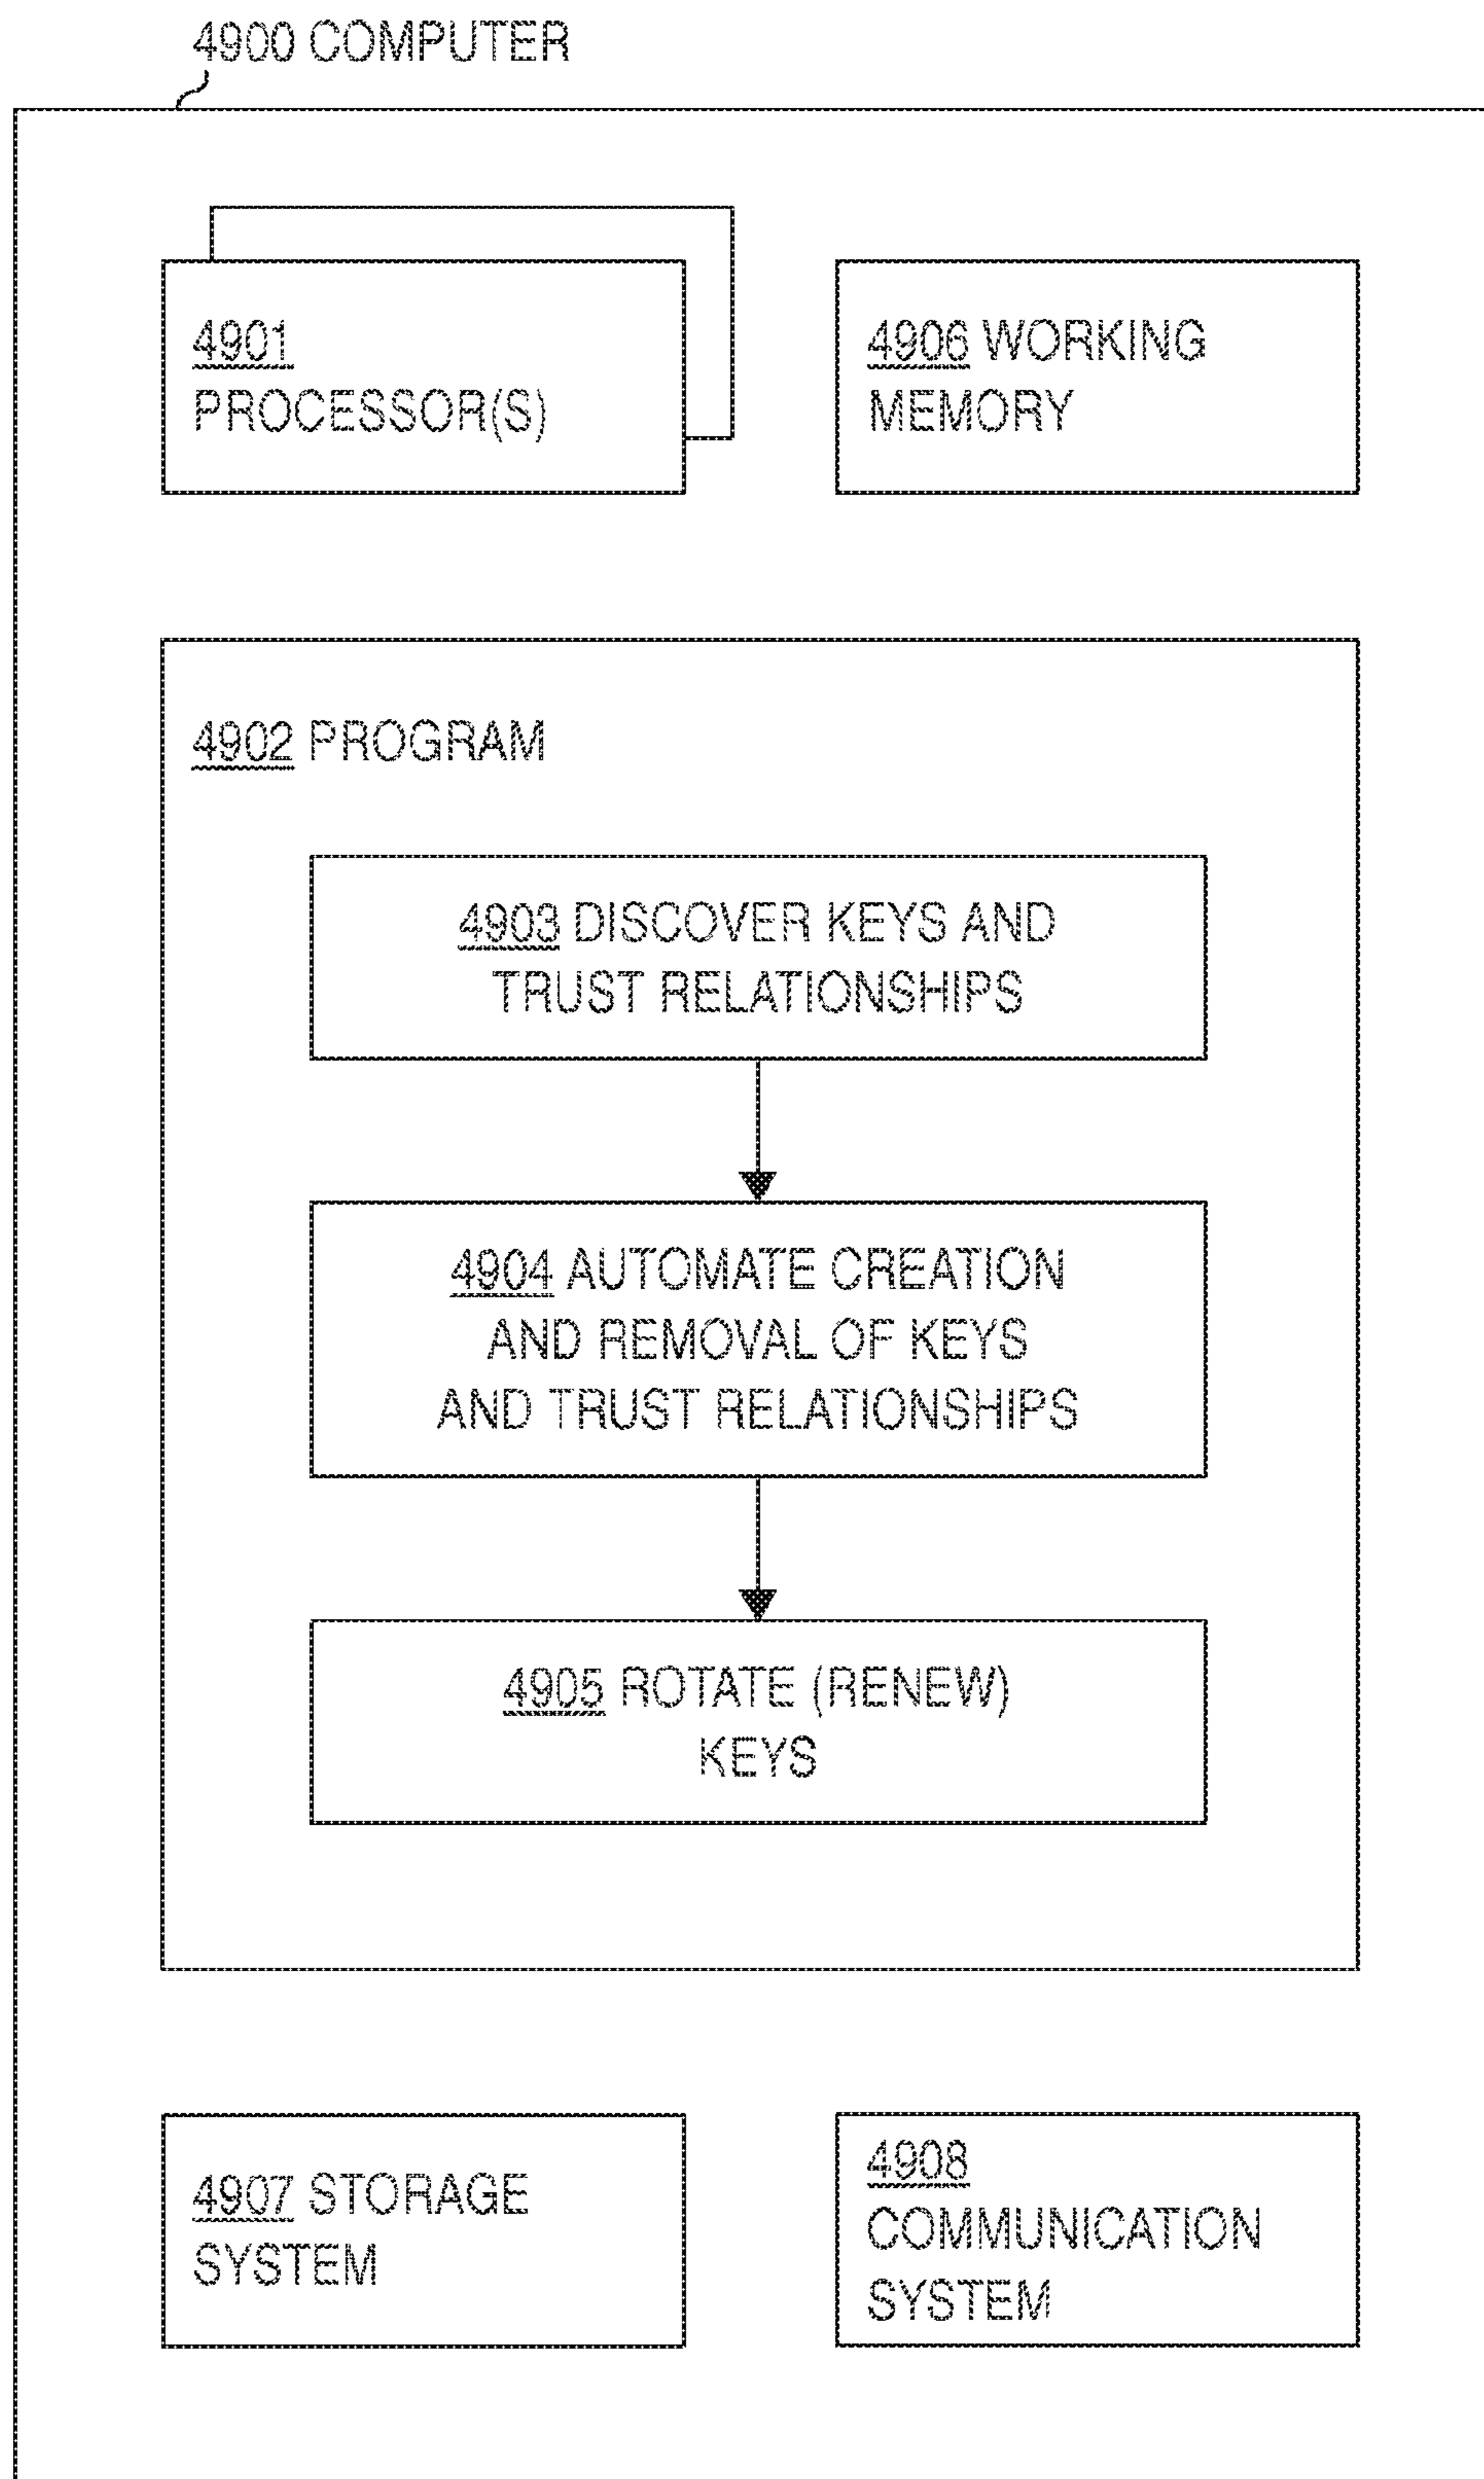 4900 COMPUTER
4901
PROCESSOR(S)
4906 WORKING
MEMORY
4902 PROGRAM
4903 DISCOVER KEYS AND
TRUST RELATIONSHIPS
4904 AUTOMATE CREATION
AND REMOVAL OF KEYS
AND TRUST RELATIONSHIPS
4905 ROTATE (RENEW)
KEYS
4907 STORAGE
SYSTEM
4908
COMMUNICATION
SYSTEM